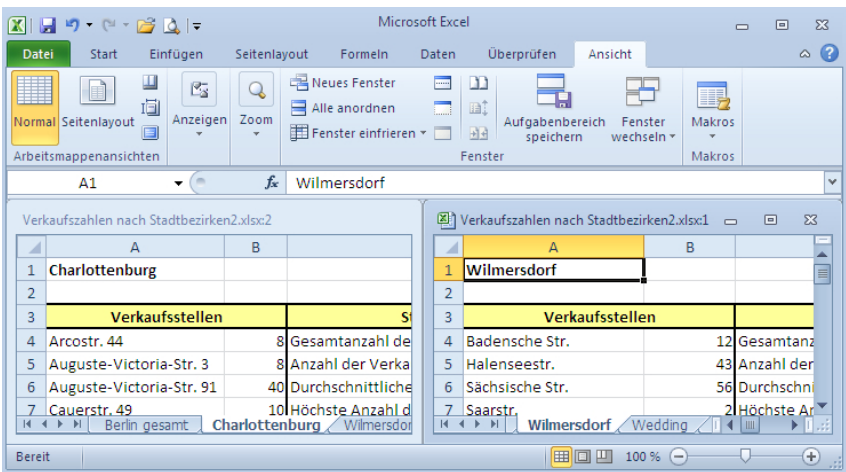 Microsoft Excel
Datei Start Einfügen Seitenlayout Formeln Daten Überprüfen Ansicht
Normal Seitenlayout Anzeigen Zoom
Neues Fenster
Alle anordnen
Fenster einfrieren
Aufgabenbereich speichern
Fenster wechseln
Makros
Arbeitsmappenansichten Fenster Makros
A1 fx Wilmersdorf
Verkaufszahlen nach Stadtbezirken2.xlsx:2
A B
1 Charlottenburg
2
3 Verkaufsstellen St
4 Arcostr. 44 8 Gesamtanzahl de
5 Auguste-Victoria-Str. 3 8 Anzahl der Verka
6 Auguste-Victoria-Str. 91 40 Durchschnittliche
7 Cauerstr. 49 10 Höchste Anzahl d
Berlin gesamt Charlottenburg Wilmersdor
Verkaufszahlen nach Stadtbezirken2.xlsx:1
A B
1 Wilmersdorf
2
3 Verkaufsstellen
4 Badensche Str. 12 Gesamtanz
5 Halenseestr. 43 Anzahl der
6 Sächsische Str. 56 Durchschni
7 Saarstr. 2 Höchste An
Wilmersdorf Wedding
Bereit 100 %